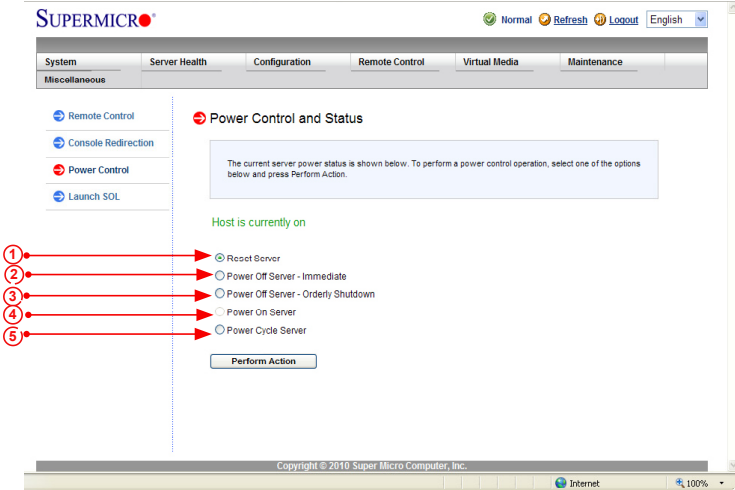 SUPERMICR
Normal Refresh Logout English
System Server Health Configuration Remote Control Virtual Media Maintenance
Miscellaneous
Remote Control
Console Redirection
Power Control
Launch SOL
Power Control and Status
The current server power status is shown below. To perform a power control operation, select one of the options
below and press Perform Action.
Host is currently on
1 Reset Server
2 Power Off Server - Immediate
3 Power Off Server - Orderly Shutdown
4 Power On Server
5 Power Cycle Server
Perform Action
Copyright © 2010 Super Micro Computer, Inc.
Internet 100%